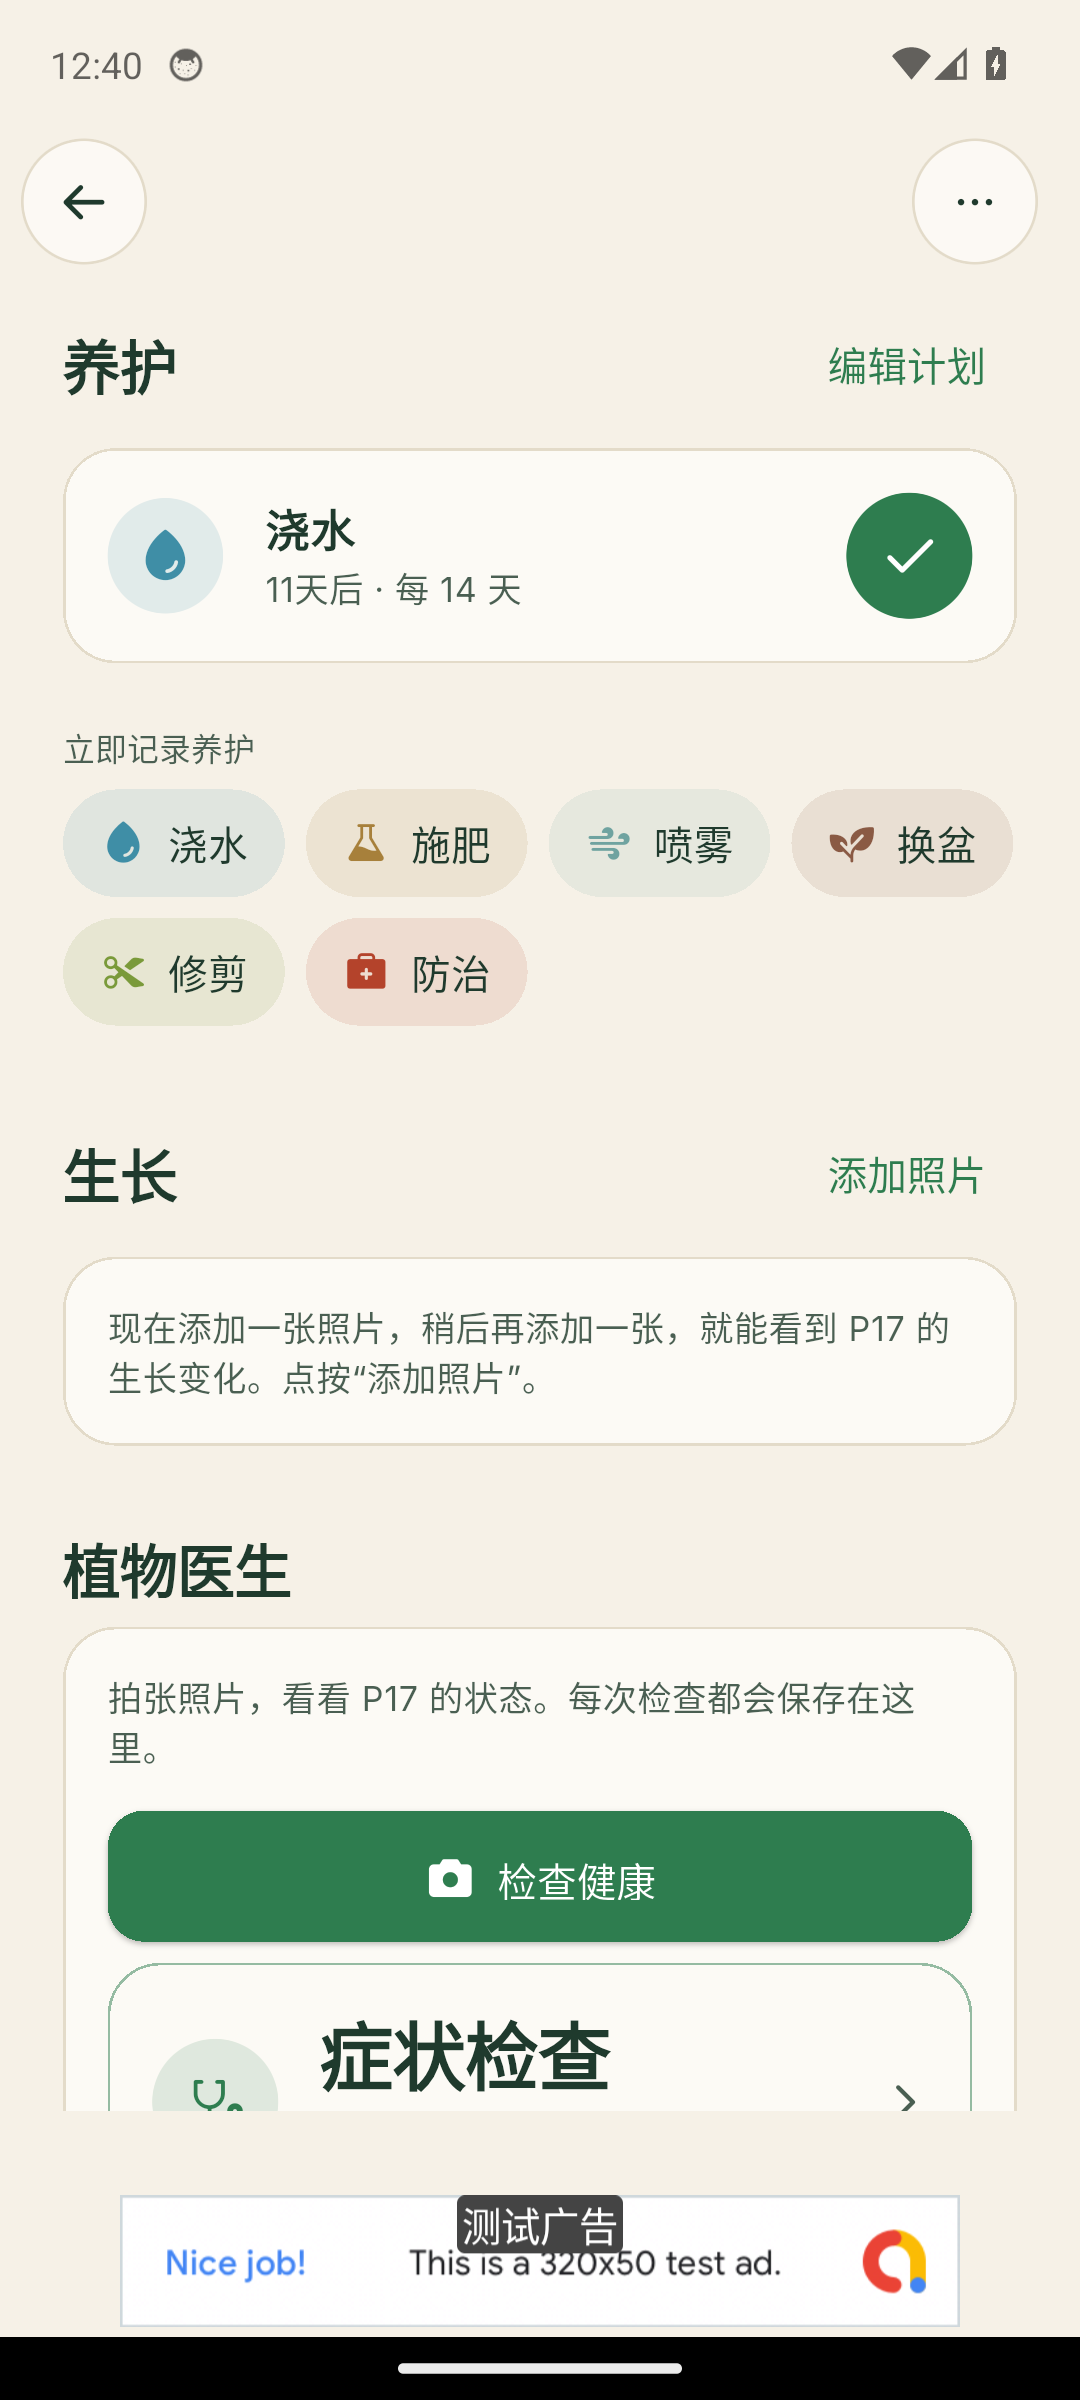 12:40
养护
编辑计划
浇水
11天后 · 每 14 天
立即记录养护
浇水
施肥
喷雾
换盆
修剪
防治
生长
添加照片
现在添加一张照片，稍后再添加一张，就能看到 P17 的
生长变化。点按“添加照片”。
植物医生
拍张照片，看看 P17 的状态。每次检查都会保存在这
里。
检查健康
症状检查
测试广告
Nice job!
This is a 320x50 test ad.